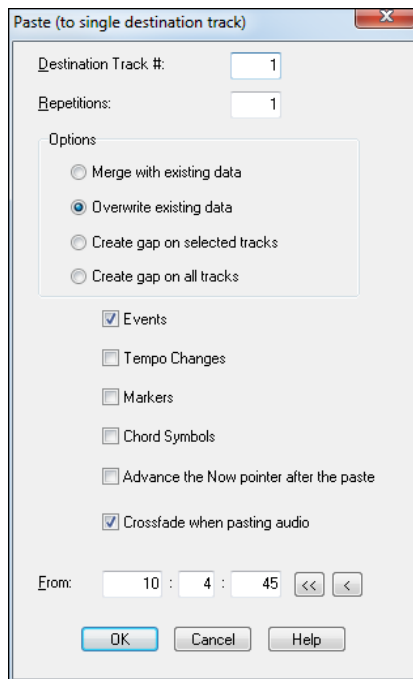 Paste (to single destination track)
Destination Track #: 1
Repetitions: 1
Options
Merge with existing data
Overwrite existing data
Create gap on selected tracks
Create gap on all tracks
Events
Tempo Changes
Markers
Chord Symbols
Advance the Now pointer after the paste
Crossfade when pasting audio
From: 10 : 4 : 45 << <
OK Cancel Help